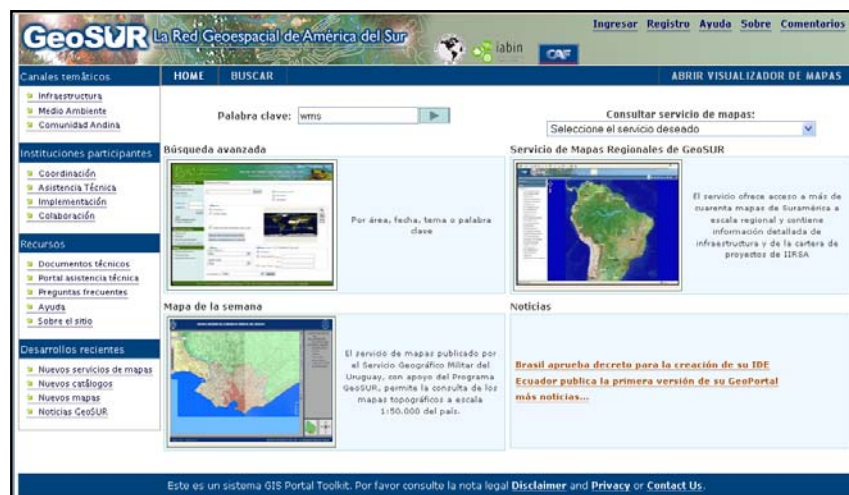 GeoSUR La Red Geoespacial de América del Sur
iabin
CAF
Ingresar Registro Ayuda Sobre Comentarios
Canales temáticos
Infraestructura
Medio Ambiente
Comunidad Andina
Instituciones participantes
Coordinación
Asistencia Técnica
Implementación
Colaboración
Recursos
Documentos técnicos
Portal asistencia técnica
Preguntas frecuentes
Ayuda
Sobre el sitio
Desarrollos recientes
Nuevos servicios de mapas
Nuevos catálogos
Nuevos mapas
Noticias GeoSUR
HOME BUSCAR ABRIR VISUALIZADOR DE MAPAS
Palabra clave: wms
Consultar servicio de mapas:
Seleccione el servicio deseado
Búsqueda avanzada
Por área, fecha, tema o palabra
clave
Servicio de Mapas Regionales de GeoSUR
El servicio ofrece acceso a más de
cuarenta mapas de Suramérica a
escala regional y contiene
información detallada de
infraestructura y de la cartera de
proyectos de IIRSA
Mapa de la semana
El servicio de mapas publicado por
el Servicio Geográfico Militar del
Uruguay, con apoyo del Programa
GeoSUR, permite la consulta de los
mapas topográficos a escala
1:50.000 del país.
Noticias
Brasil aprueba decreto para la creación de su IDE
Ecuador publica la primera versión de su GeoPortal
más noticias...
Este es un sistema GIS Portal Toolkit. Por favor consulte la nota legal Disclaimer and Privacy or Contact Us.